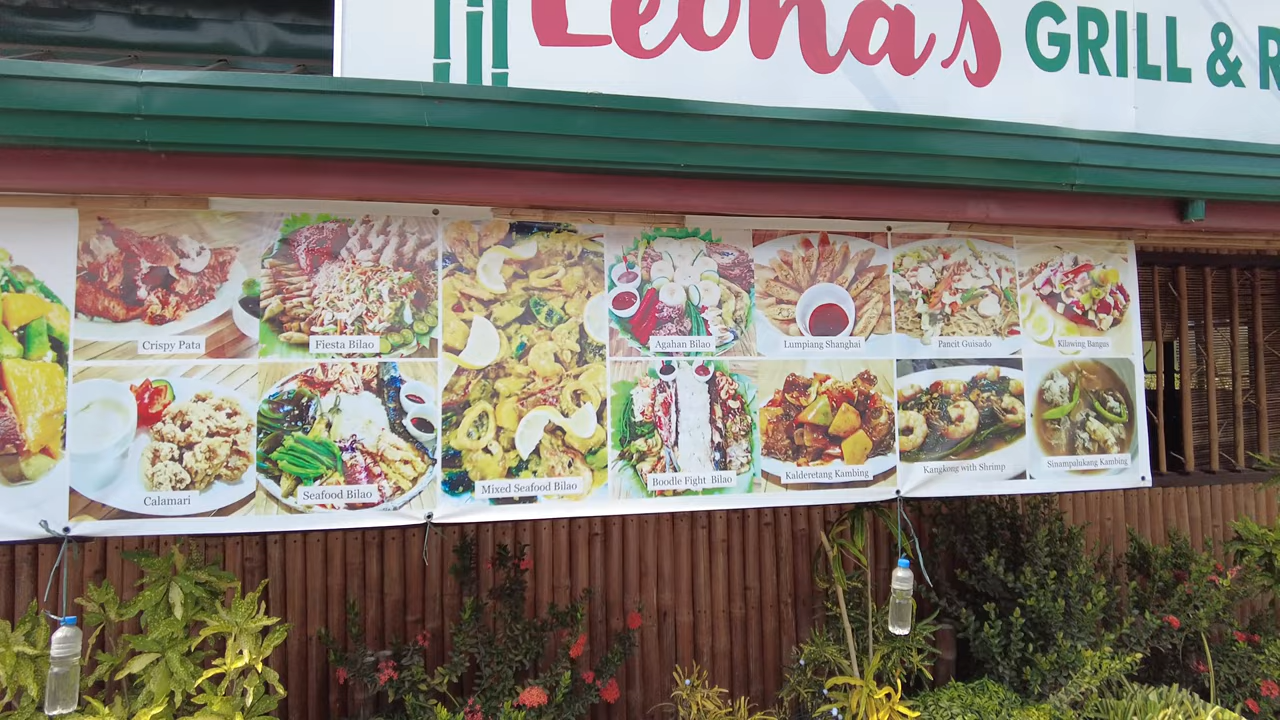 Leona's GRILL & R
Crispy Pata
Fiesta Bilao
Agahan Bilao
Lumpiang Shanghai
Pancit Guisado
Kilawing Bangus
Calamari
Seafood Bilao
Mixed Seafood Bilao
Boodle Fight Bilao
Kalderetang Kambing
Kangkong with Shrimp
Sinampalukang Kambing